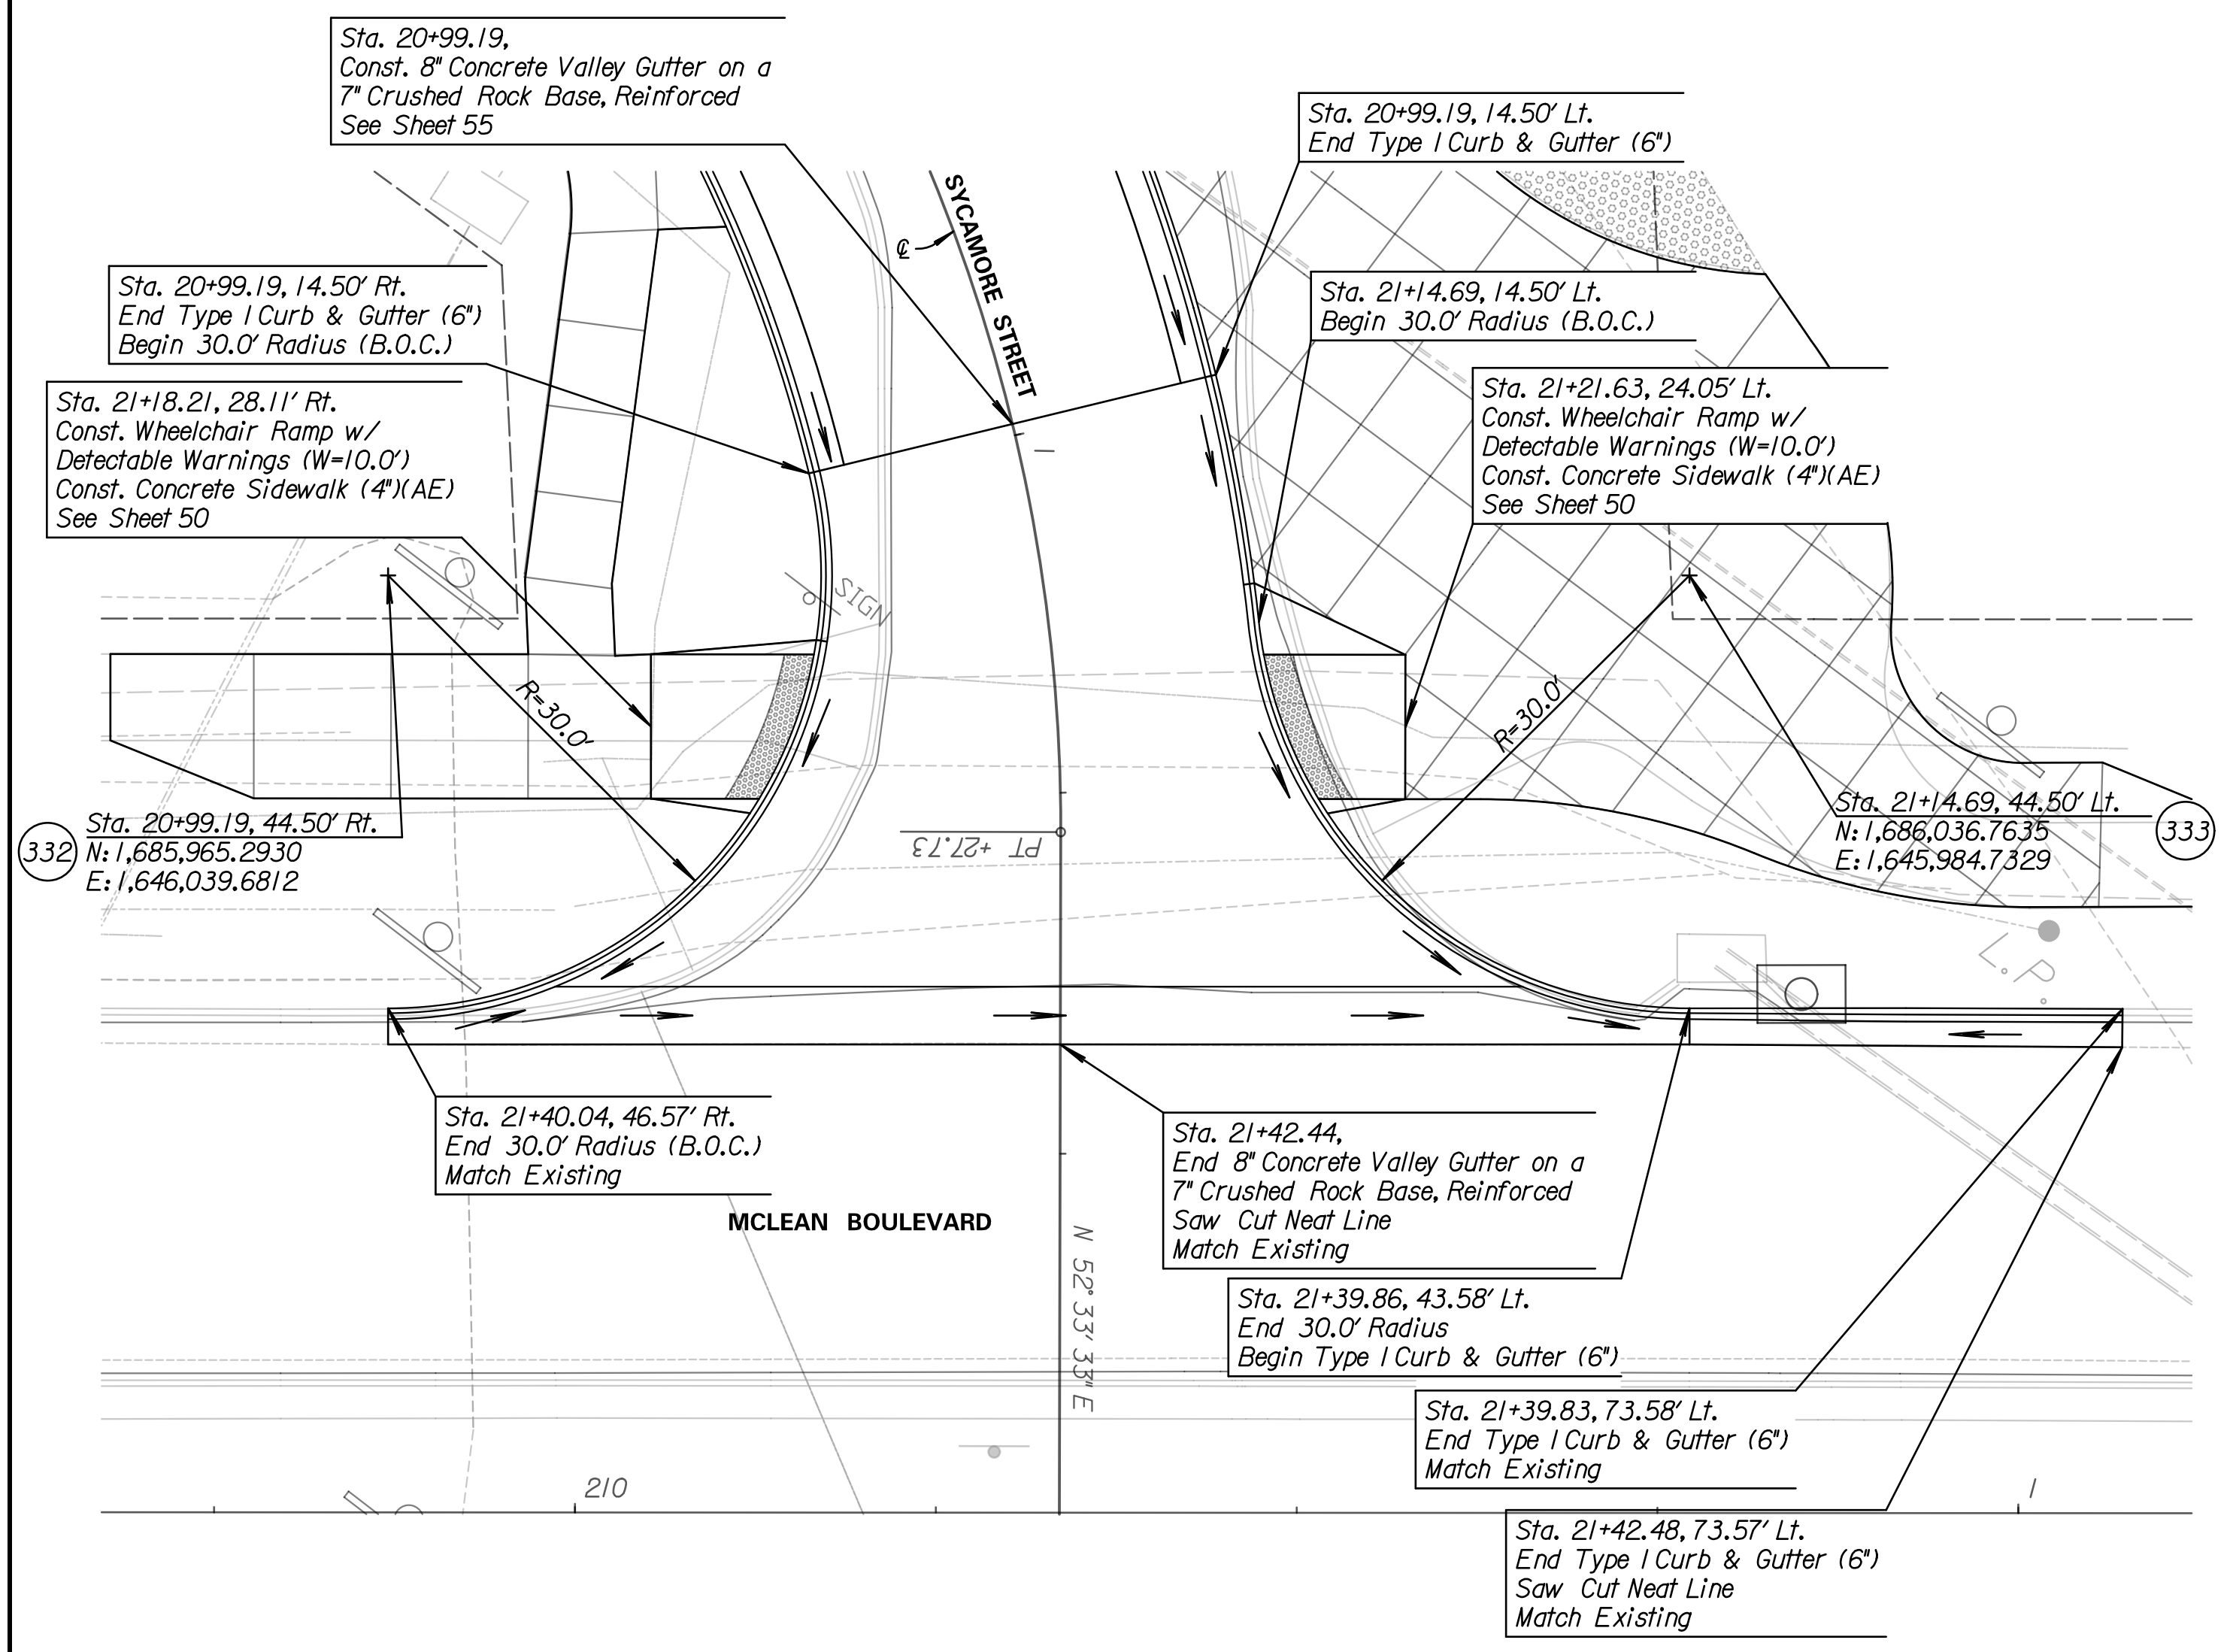 Sta. 20+99.19,
Const. 8" Concrete Valley Gutter on a
7" Crushed Rock Base, Reinforced
See Sheet 55
Sta. 20+99.19, 14.50' Lt.
End Type 1 Curb & Gutter (6")
SYCAMORE STREET
℄
Sta. 20+99.19, 14.50' Rt.
End Type 1 Curb & Gutter (6")
Begin 30.0' Radius (B.O.C.)
Sta. 21+14.69, 14.50' Lt.
Begin 30.0' Radius (B.O.C.)
Sta. 21+18.21, 28.11' Rt.
Const. Wheelchair Ramp w/
Detectable Warnings (W=10.0')
Const. Concrete Sidewalk (4")(AE)
See Sheet 50
Sta. 21+21.63, 24.05' Lt.
Const. Wheelchair Ramp w/
Detectable Warnings (W=10.0')
Const. Concrete Sidewalk (4")(AE)
See Sheet 50
SIGN
R=30.0'
R=30.0'
332
Sta. 20+99.19, 44.50' Rt.
N: 1,685,965.2930
E: 1,646,039.6812
PT +27.73
Sta. 21+14.69, 44.50' Lt.
N: 1,686,036.7635
E: 1,645,984.7329
333
L.P.
Sta. 21+40.04, 46.57' Rt.
End 30.0' Radius (B.O.C.)
Match Existing
Sta. 21+42.44,
End 8" Concrete Valley Gutter on a
7" Crushed Rock Base, Reinforced
Saw Cut Neat Line
Match Existing
MCLEAN BOULEVARD
N 52° 33' 33" E
Sta. 21+39.86, 43.58' Lt.
End 30.0' Radius
Begin Type 1 Curb & Gutter (6")
Sta. 21+39.83, 73.58' Lt.
End Type 1 Curb & Gutter (6")
Match Existing
210
1
Sta. 21+42.48, 73.57' Lt.
End Type 1 Curb & Gutter (6")
Saw Cut Neat Line
Match Existing